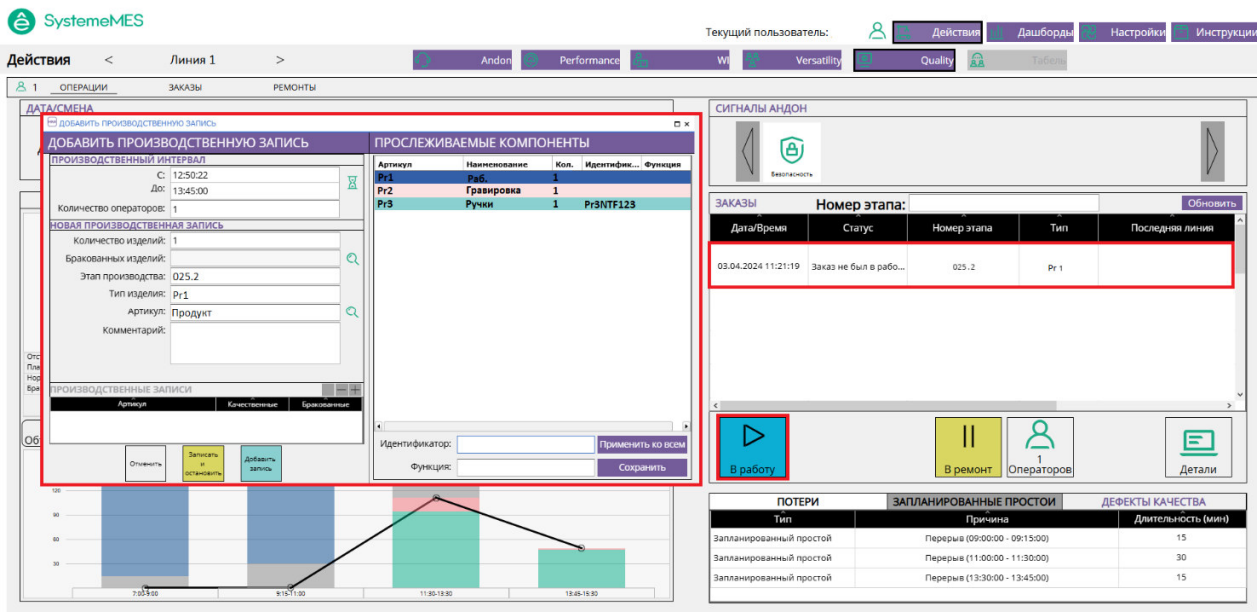 SystemeMES
Текущий пользователь:
Действия
Дашборды
Настройки
Инструкции
Действия
<
Линия 1
>
Andon
Performance
WI
Versatility
Quality
Табель
1
ОПЕРАЦИИ
ЗАКАЗЫ
РЕМОНТЫ
ДАТА/СМЕНА
ДОБАВИТЬ ПРОИЗВОДСТВЕННУЮ ЗАПИСЬ
ДОБАВИТЬ ПРОИЗВОДСТВЕННУЮ ЗАПИСЬ
ПРОИЗВОДСТВЕННЫЙ ИНТЕРВАЛ
С: 12:50:22
До: 13:45:00
Количество операторов: 1
НОВАЯ ПРОИЗВОДСТВЕННАЯ ЗАПИСЬ
Количество изделий: 1
Бракованных изделий:
Этап производства: 025.2
Тип изделия: Pr1
Артикул: Продукт
Комментарий:
ПРОИЗВОДСТВЕННЫЕ ЗАПИСИ
Артикул Качественные Бракованные
Отменить
Записать
и
остановить
Добавить
запись
ПРОСЛЕЖИВАЕМЫЕ КОМПОНЕНТЫ
Артикул Наименование Кол. Идентифик... Функция
Pr1 Раб. 1
Pr2 Гравировка 1
Pr3 Ручки 1 Pr3NTF123
Идентификатор:
Применить ко всем
Функция:
Сохранить
120
90
60
30
7:00-9:00
9:15-11:00
11:30-13:30
13:45-15:30
СИГНАЛЫ АНДОН
Безопасность
ЗАКАЗЫ
Номер этапа:
Обновить
Дата/Время Статус Номер этапа Тип Последняя линия
03.04.2024 11:21:19 Заказ не был в рабо... 025.2 Pr 1
В работу
В ремонт
1
Операторов
Детали
ПОТЕРИ
ЗАПЛАНИРОВАННЫЕ ПРОСТОИ
ДЕФЕКТЫ КАЧЕСТВА
Тип Причина Длительность (мин)
Запланированный простой Перерыв (09:00:00 - 09:15:00) 15
Запланированный простой Перерыв (11:00:00 - 11:30:00) 30
Запланированный простой Перерыв (13:30:00 - 13:45:00) 15